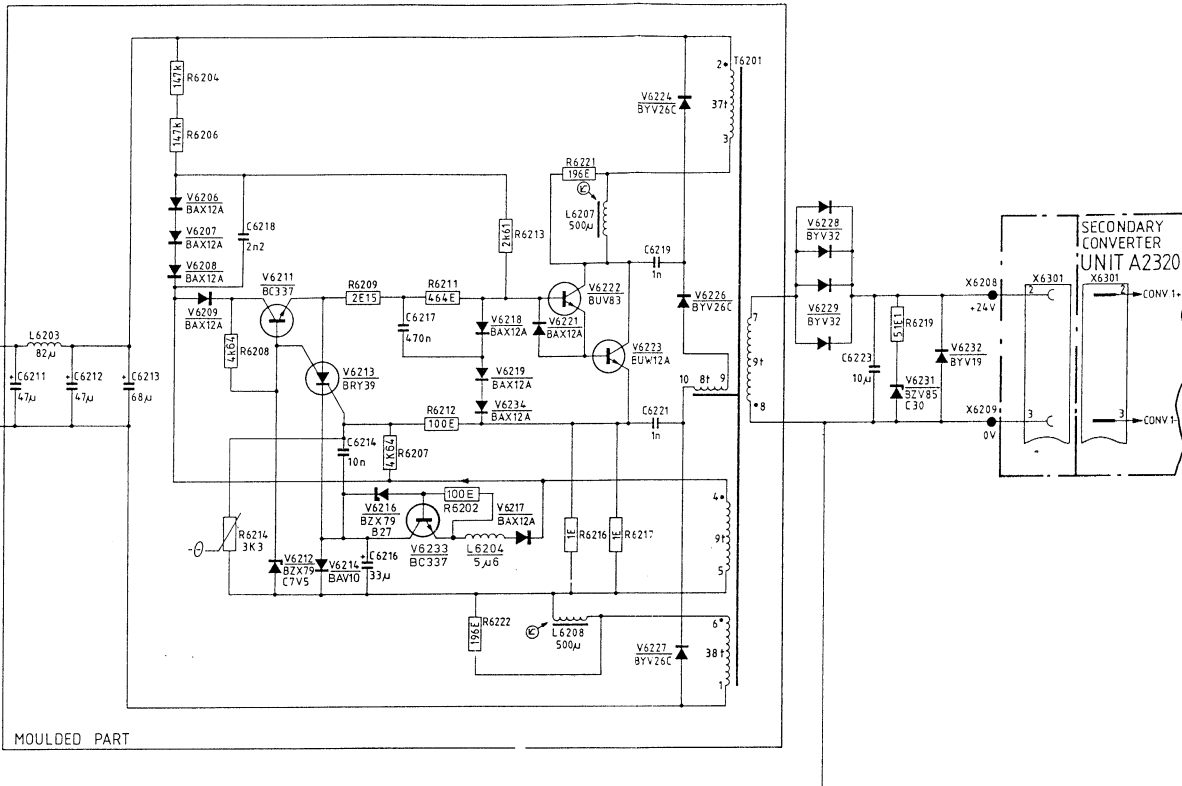 T6201
2•
37t
3
V6224
BYV26C
147k
R6204
147k
R6206
R6221
196E
L6207
500µ
V6206
BAX12A
V6207
BAX12A
V6208
BAX12A
C6218
2n2
2k61
R6213
C6219
1n
V6211
BC337
R6209
2E15
R6211
464E
V6222
BUV83
V6209
BAX12A
4k64
R6208
C6217
470n
V6218
BAX12A
V6221
BAX12A
V6223
BUW12A
V6226
BYV26C
V6219
BAX12A
V6234
BAX12A
V6213
BRY39
10 8t 9
L6203
82µ
C6211
47µ
C6212
47µ
C6213
68µ
R6212
100E
C6221
1n
C6214
10n
4K64
R6207
V6216
BZX79
B27
100E
R6202
V6217
BAX12A
V6233
BC337
L6204
5µ6
R6214
3K3
-θ
V6212
BZX79
C7V5
V6214
BAV10
C6216
33µ
1E
R6216
1E
R6217
4•
9t
5
196E
R6222
L6208
500µ
V6227
BYV26C
6•
38t
1
MOULDED PART
7
9t
•8
V6228
BYV32
V6229
BYV32
C6223
10µ
51E1
R6219
V6231
BZV85
C30
V6232
BYV19
X6208
+24V
X6209
0V
X6301
2
3
SECONDARY
CONVERTER
UNIT A2320
X6301
2
3
CONV 1+
CONV 1-